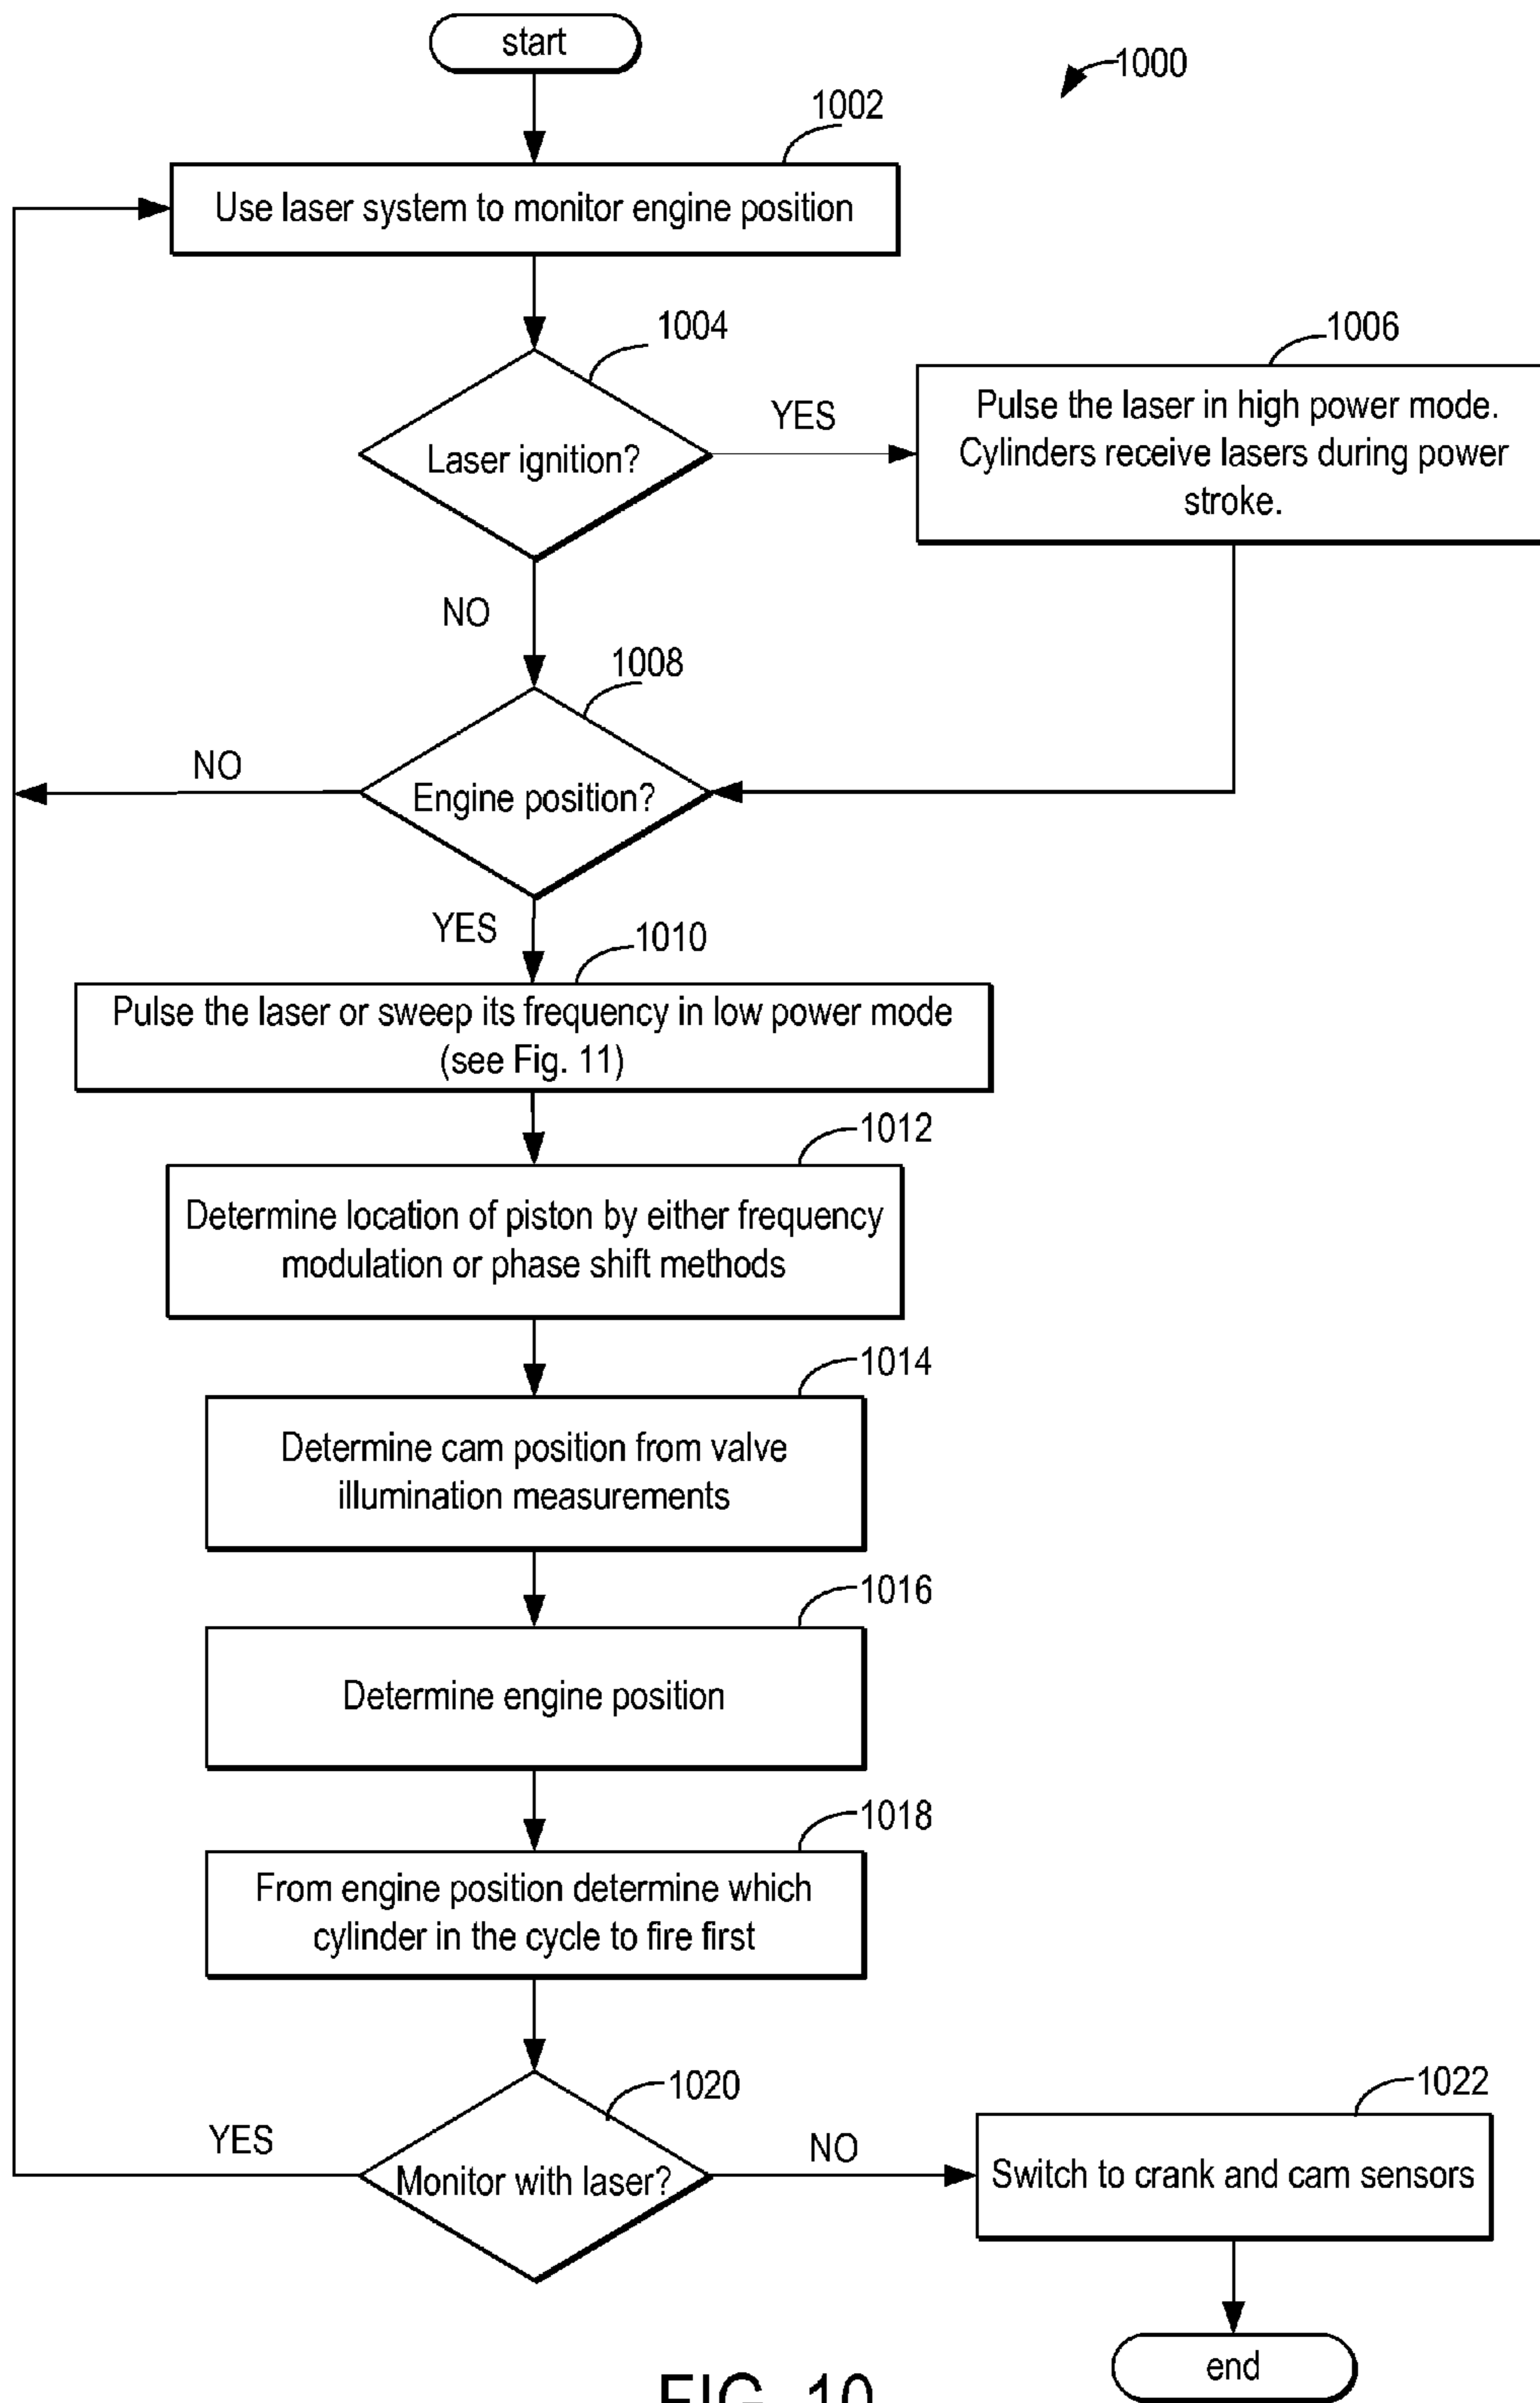 start
1000
1002
Use laser system to monitor engine position
1004
Laser ignition?
YES
1006
Pulse the laser in high power mode.
Cylinders receive lasers during power
stroke.
NO
1008
Engine position?
NO
YES
1010
Pulse the laser or sweep its frequency in low power mode
(see Fig. 11)
1012
Determine location of piston by either frequency
modulation or phase shift methods
1014
Determine cam position from valve
illumination measurements
1016
Determine engine position
1018
From engine position determine which
cylinder in the cycle to fire first
1020
Monitor with laser?
YES
NO
1022
Switch to crank and cam sensors
end
FIG. 10